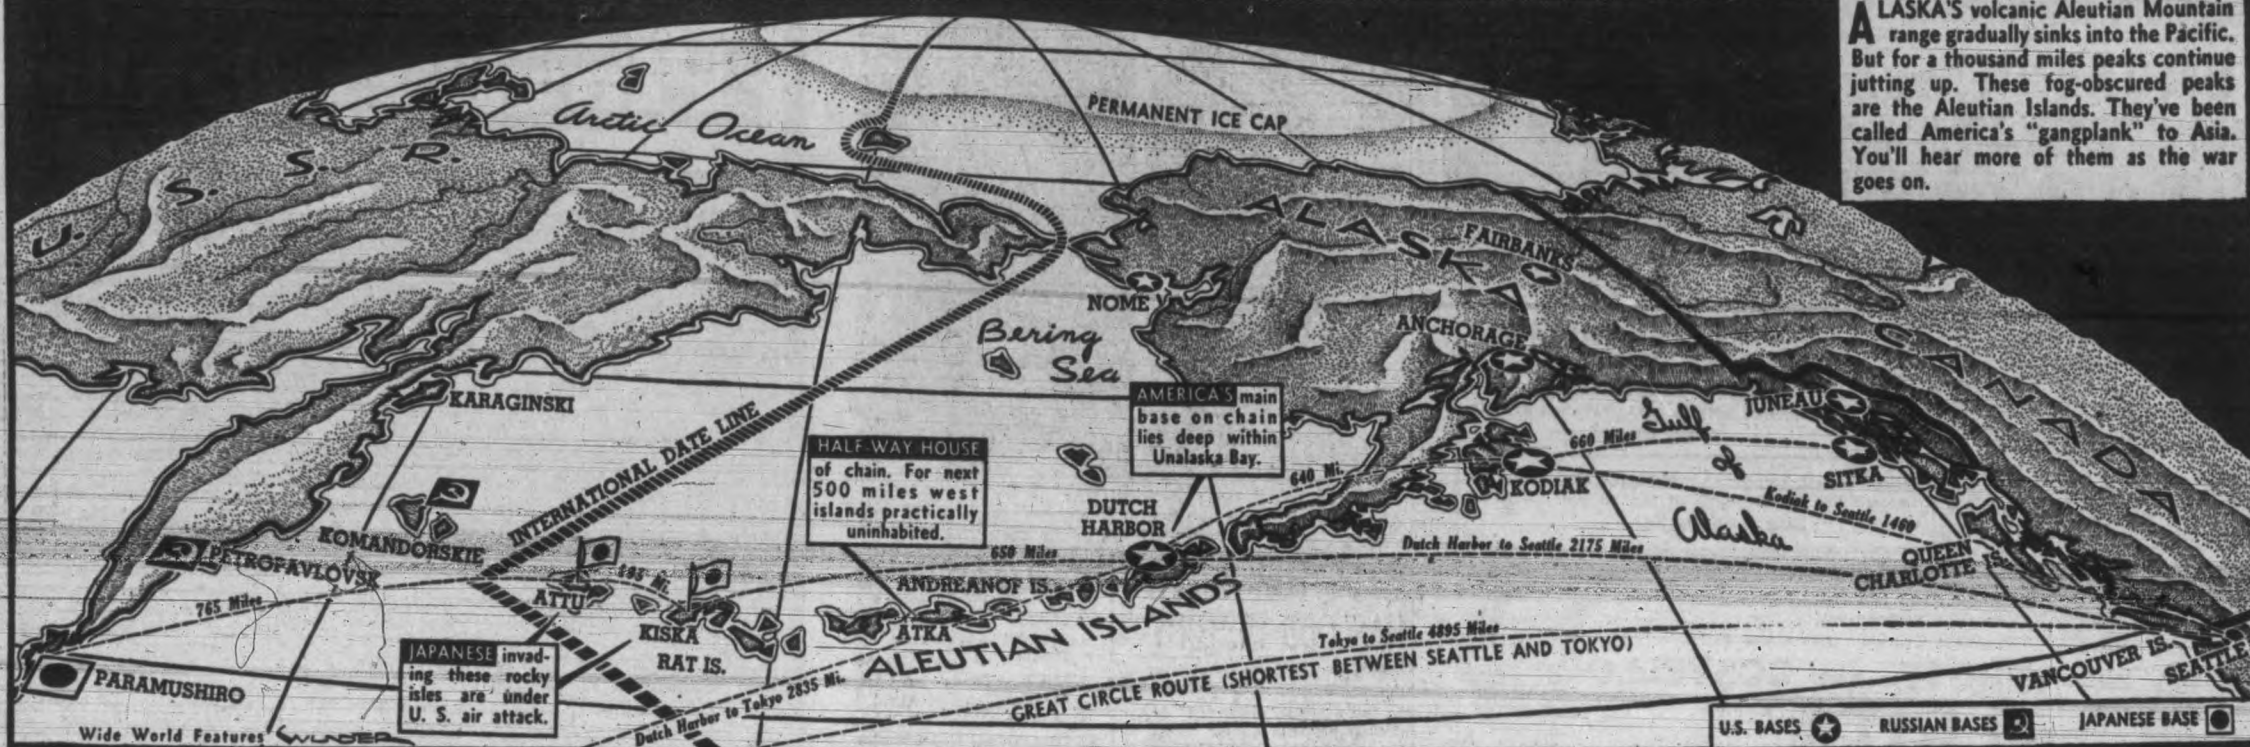 ALASKA'S volcanic Aleutian Mountain
range gradually sinks into the Pacific.
But for a thousand miles peaks continue
jutting up. These fog-obscured peaks
are the Aleutian Islands. They've been
called America's "gangplank" to Asia.
You'll hear more of them as the war
goes on.
Arctic Ocean
PERMANENT ICE CAP
U. S. S. R.
ALASKA
FAIRBANKS
NOME
Bering
Sea
ANCHORAGE
CANADA
KARAGINSKI
INTERNATIONAL DATE LINE
HALF-WAY HOUSE
of chain. For next
500 miles west
islands practically
uninhabited.
AMERICA'S main
base on chain
lies deep within
Unalaska Bay.
JUNEAU
660 Miles
Gulf
of
Alaska
SITKA
640 Mi.
KODIAK
Kodiak to Seattle 1460
DUTCH
HARBOR
KOMANDORSKIE
PETROPAVLOVSK
650 Miles
Dutch Harbor to Seattle 2175 Miles
QUEEN
CHARLOTTE IS.
765 Miles
ATTU
195 Mi.
ANDREANOF IS.
KISKA
RAT IS.
ATKA
ALEUTIAN ISLANDS
Tokyo to Seattle 4895 Miles
GREAT CIRCLE ROUTE (SHORTEST BETWEEN SEATTLE AND TOKYO)
VANCOUVER IS.
SEATTLE
JAPANESE invad-
ing these rocky
isles are under
U. S. air attack.
PARAMUSHIRO
Dutch Harbor to Tokyo 2835 Mi.
Wide World Features
WUNDER
U.S. BASES
RUSSIAN BASES
JAPANESE BASE